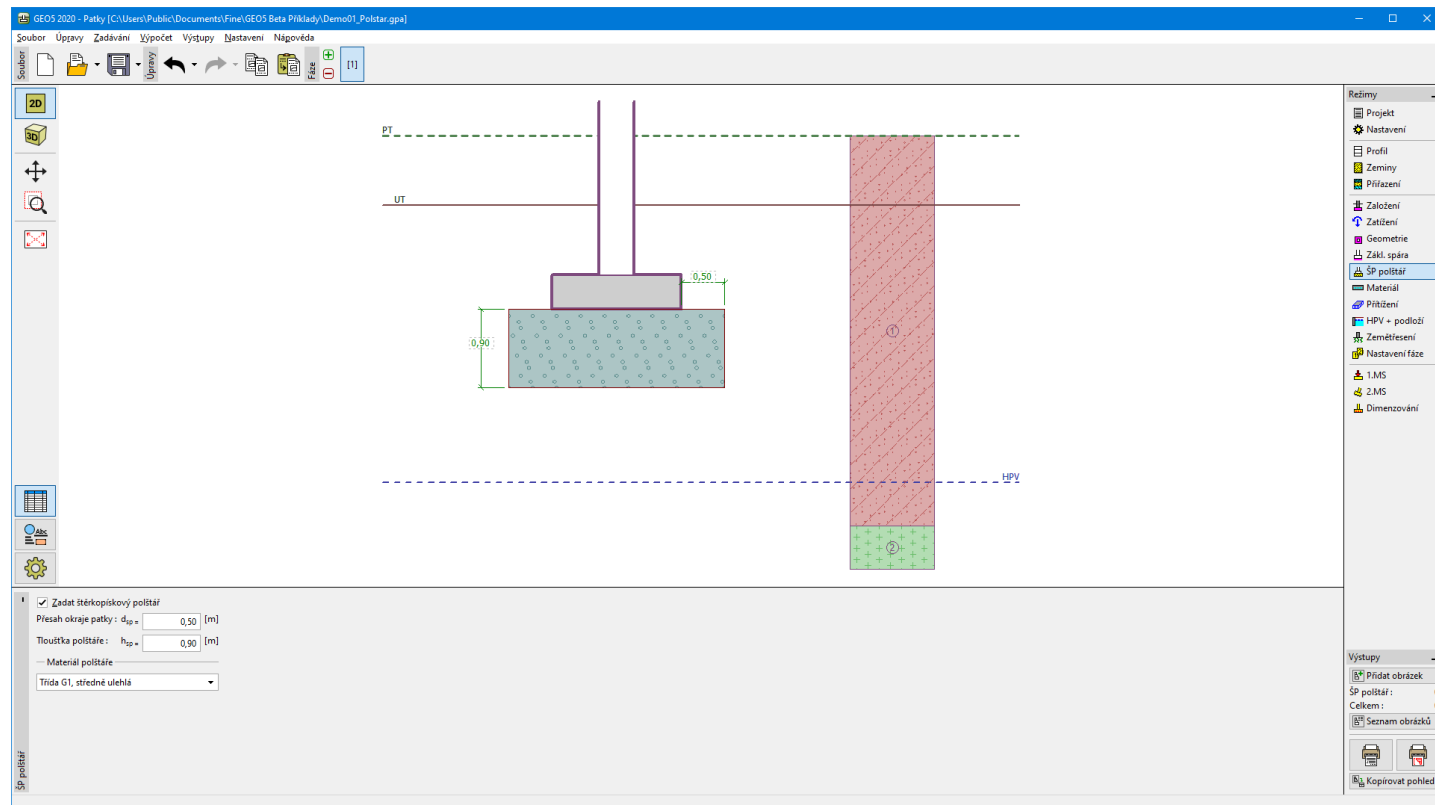 GEO5 2020 - Patky [C:\Users\Public\Documents\Fine\GEO5 Beta Příklady\Demo01_Polstar.gpa]
Soubor Úpravy Zadávání Výpočet Výstupy Nastavení Nápověda
Soubor
Úpravy
Fáze
[1]
2D
3D
PT
UT
0,50
0,90
1
HPV
2
Abc
Režimy
Projekt
Nastavení
Profil
Zeminy
Přiřazení
Založení
Zatížení
Geometrie
Zákl. spára
ŠP polštář
Materiál
Přitížení
HPV + podloží
Zemětřesení
Nastavení fáze
1.MS
2.MS
Dimenzování
Zadat štěrkopískový polštář
Přesah okraje patky : dsp = 0,50 [m]
Tloušťka polštáře : hsp = 0,90 [m]
Materiál polštáře
Třída G1, středně ulehlá
ŠP polštář
Výstupy
Přidat obrázek
ŠP polštář :
Celkem :
Seznam obrázků
Kopírovat pohled